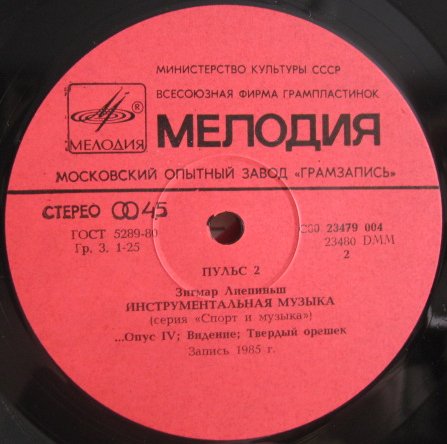 МИНИСТЕРСТВО КУЛЬТУРЫ СССР
ВСЕСОЮЗНАЯ ФИРМА ГРАМПЛАСТИНОК
®
МЕЛОДИЯ
МЕЛОДИЯ
МОСКОВСКИЙ ОПЫТНЫЙ ЗАВОД «ГРАМЗАПИСЬ»
СТЕРЕО 45
ГОСТ 5289-80
Гр. 3. 1-25
С60 23479 004
23480 DMM
2
ПУЛЬС 2
Зигмар Лиепиньш
ИНСТРУМЕНТАЛЬНАЯ МУЗЫКА
(серия «Спорт и музыка»)
...Опус IV; Видение; Твердый орешек
Запись 1985 г.